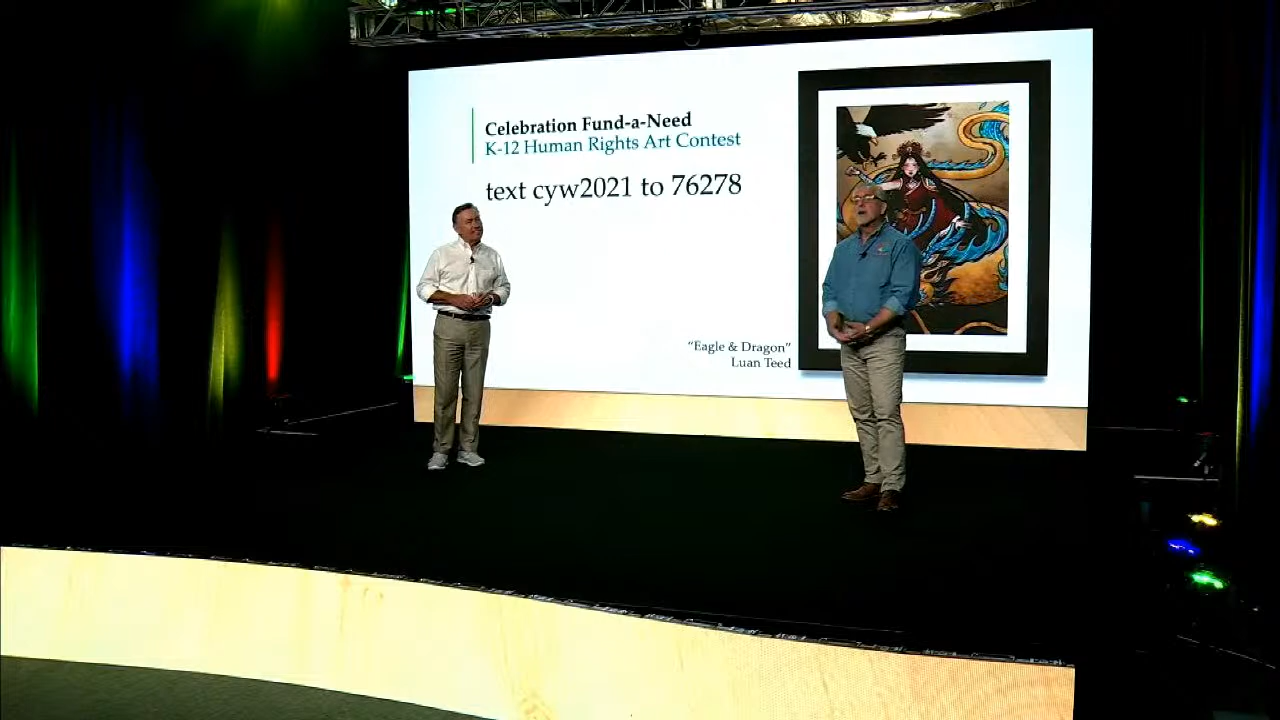 Celebration Fund-a-Need
K-12 Human Rights Art Contest
text cyw2021 to 76278
“Eagle & Dragon”
Luan Teed